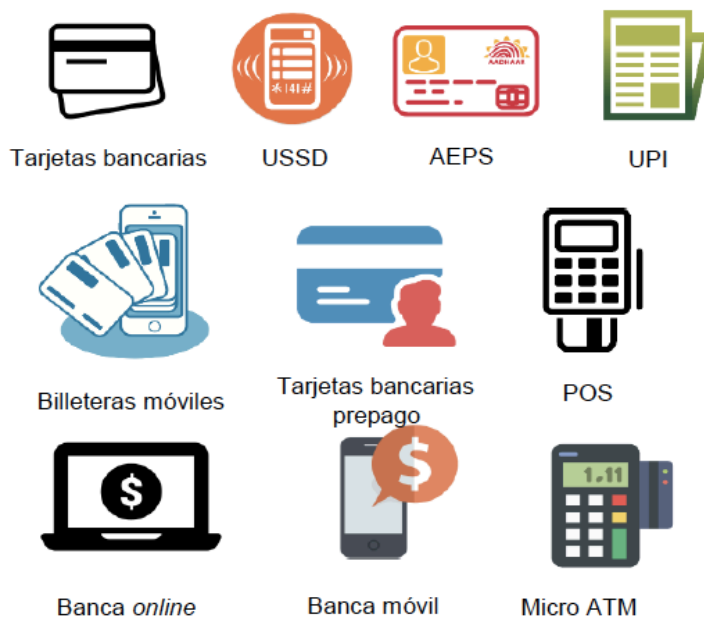 *141#
AADHAAR
Tarjetas bancarias
USSD
AEPS
UPI
Billeteras móviles
Tarjetas bancarias
prepago
POS
$
$
1.11
Banca online
Banca móvil
Micro ATM